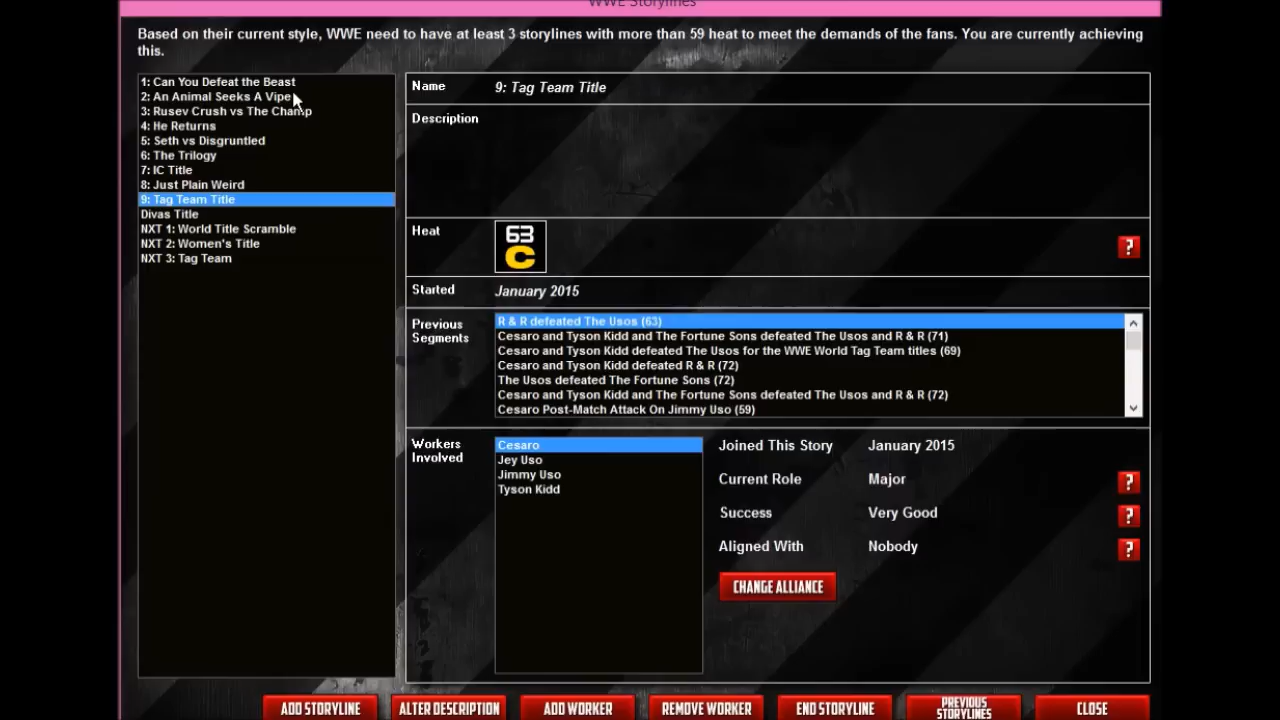 WWE Storylines
Based on their current style, WWE need to have at least 3 storylines with more than 59 heat to meet the demands of the fans. You are currently achieving
this.
1: Can You Defeat the Beast
2: An Animal Seeks A Vipe
3: Rusev Crush vs The Champ
4: He Returns
5: Seth vs Disgruntled
6: The Trilogy
7: IC Title
8: Just Plain Weird
9: Tag Team Title
Divas Title
NXT 1: World Title Scramble
NXT 2: Women's Title
NXT 3: Tag Team
Name
9: Tag Team Title
Description
Heat
63
C
?
Started
January 2015
Previous
Segments
R & R defeated The Usos (63)
Cesaro and Tyson Kidd and The Fortune Sons defeated The Usos and R & R (71)
Cesaro and Tyson Kidd defeated The Usos for the WWE World Tag Team titles (69)
Cesaro and Tyson Kidd defeated R & R (72)
The Usos defeated The Fortune Sons (72)
Cesaro and Tyson Kidd and The Fortune Sons defeated The Usos and R & R (72)
Cesaro Post-Match Attack On Jimmy Uso (59)
Workers
Involved
Cesaro
Jey Uso
Jimmy Uso
Tyson Kidd
Joined This Story January 2015
Current Role Major ?
Success Very Good ?
Aligned With Nobody ?
CHANGE ALLIANCE
ADD STORYLINE
ALTER DESCRIPTION
ADD WORKER
REMOVE WORKER
END STORYLINE
PREVIOUS
STORYLINES
CLOSE